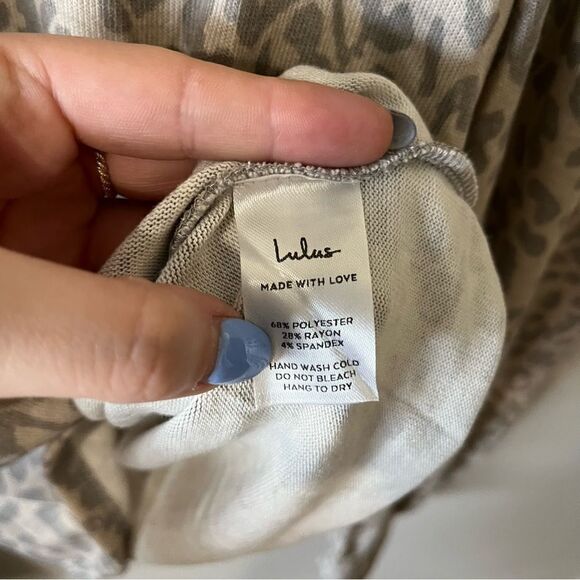 Lulus
MADE WITH LOVE
68% POLYESTER
28% RAYON
4% SPANDEX
HAND WASH COLD
DO NOT BLEACH
HANG TO DRY